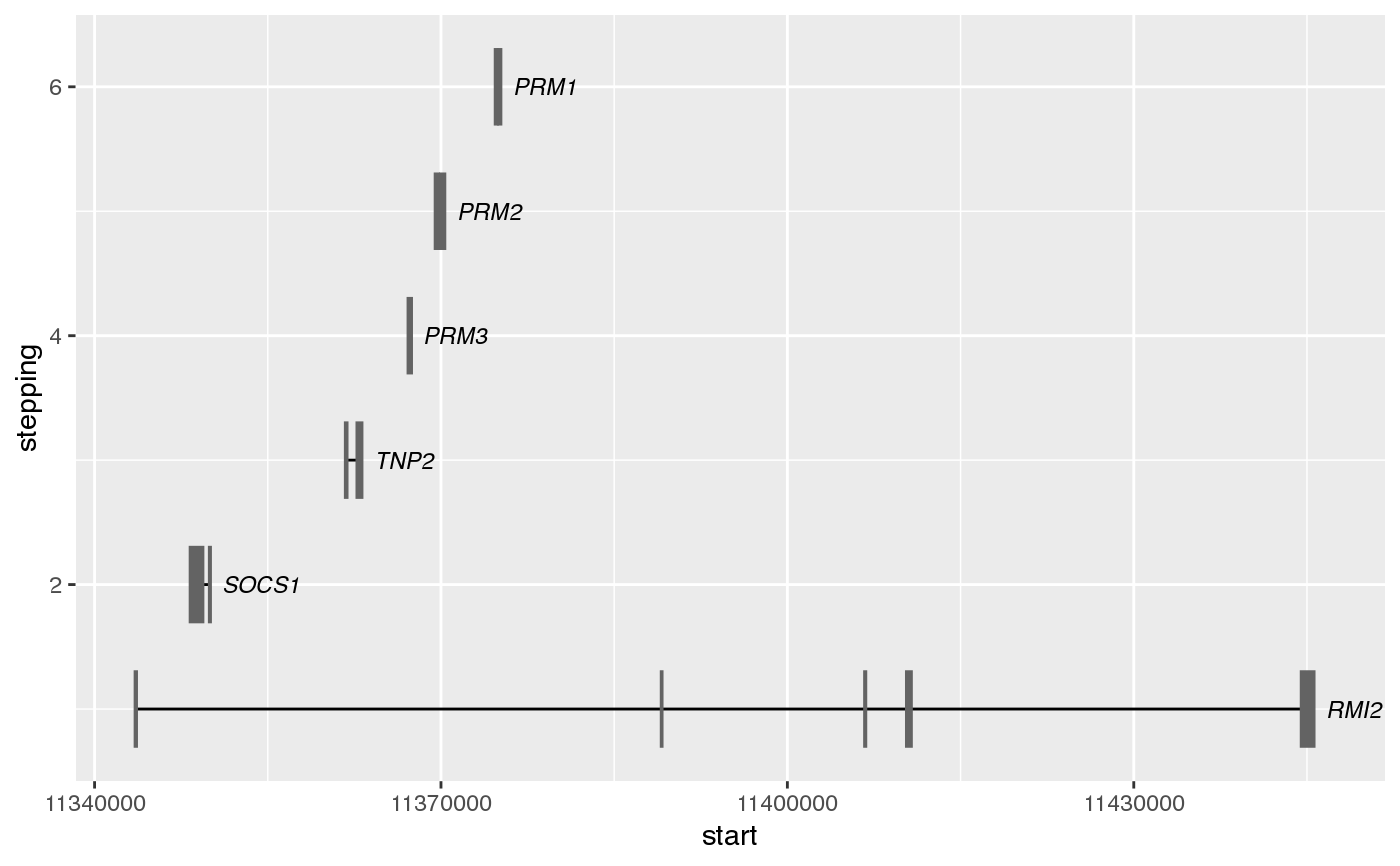 6
PRM1
PRM2
4
PRM3
stepping
TNP2
2
SOCS1
RMI2
11340000 11370000 11400000 11430000
start